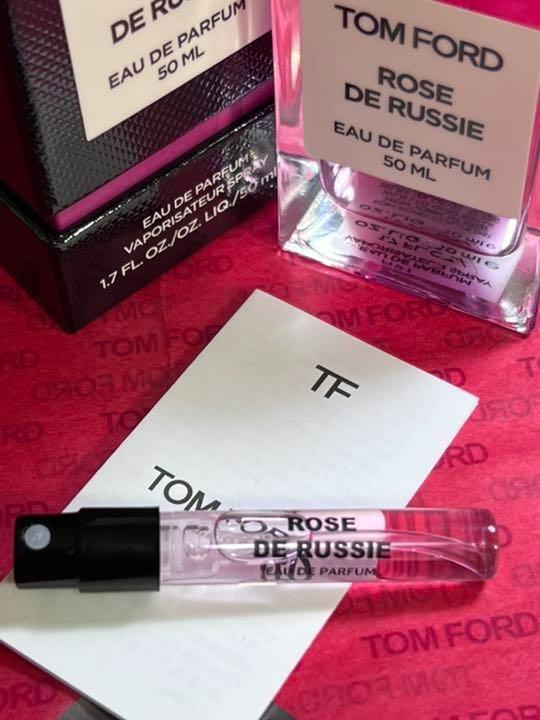 DE RUSSIE
EAU DE PARFUM
50 ML
EAU DE PARFUM
VAPORISATEUR SPRAY
1.7 FL. OZ./OZ. LIQ./50 ml
TOM FORD
ROSE
DE RUSSIE
EAU DE PARFUM
50 ML
TF
TOM
ROSE
DE RUSSIE
EAU DE PARFUM
TOM FORD
TOM FORD
TOM FORD